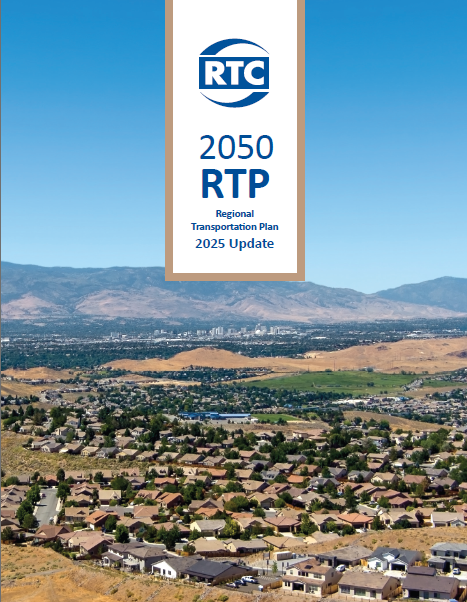 RTC
2050
RTP
Regional
Transportation Plan
2025 Update